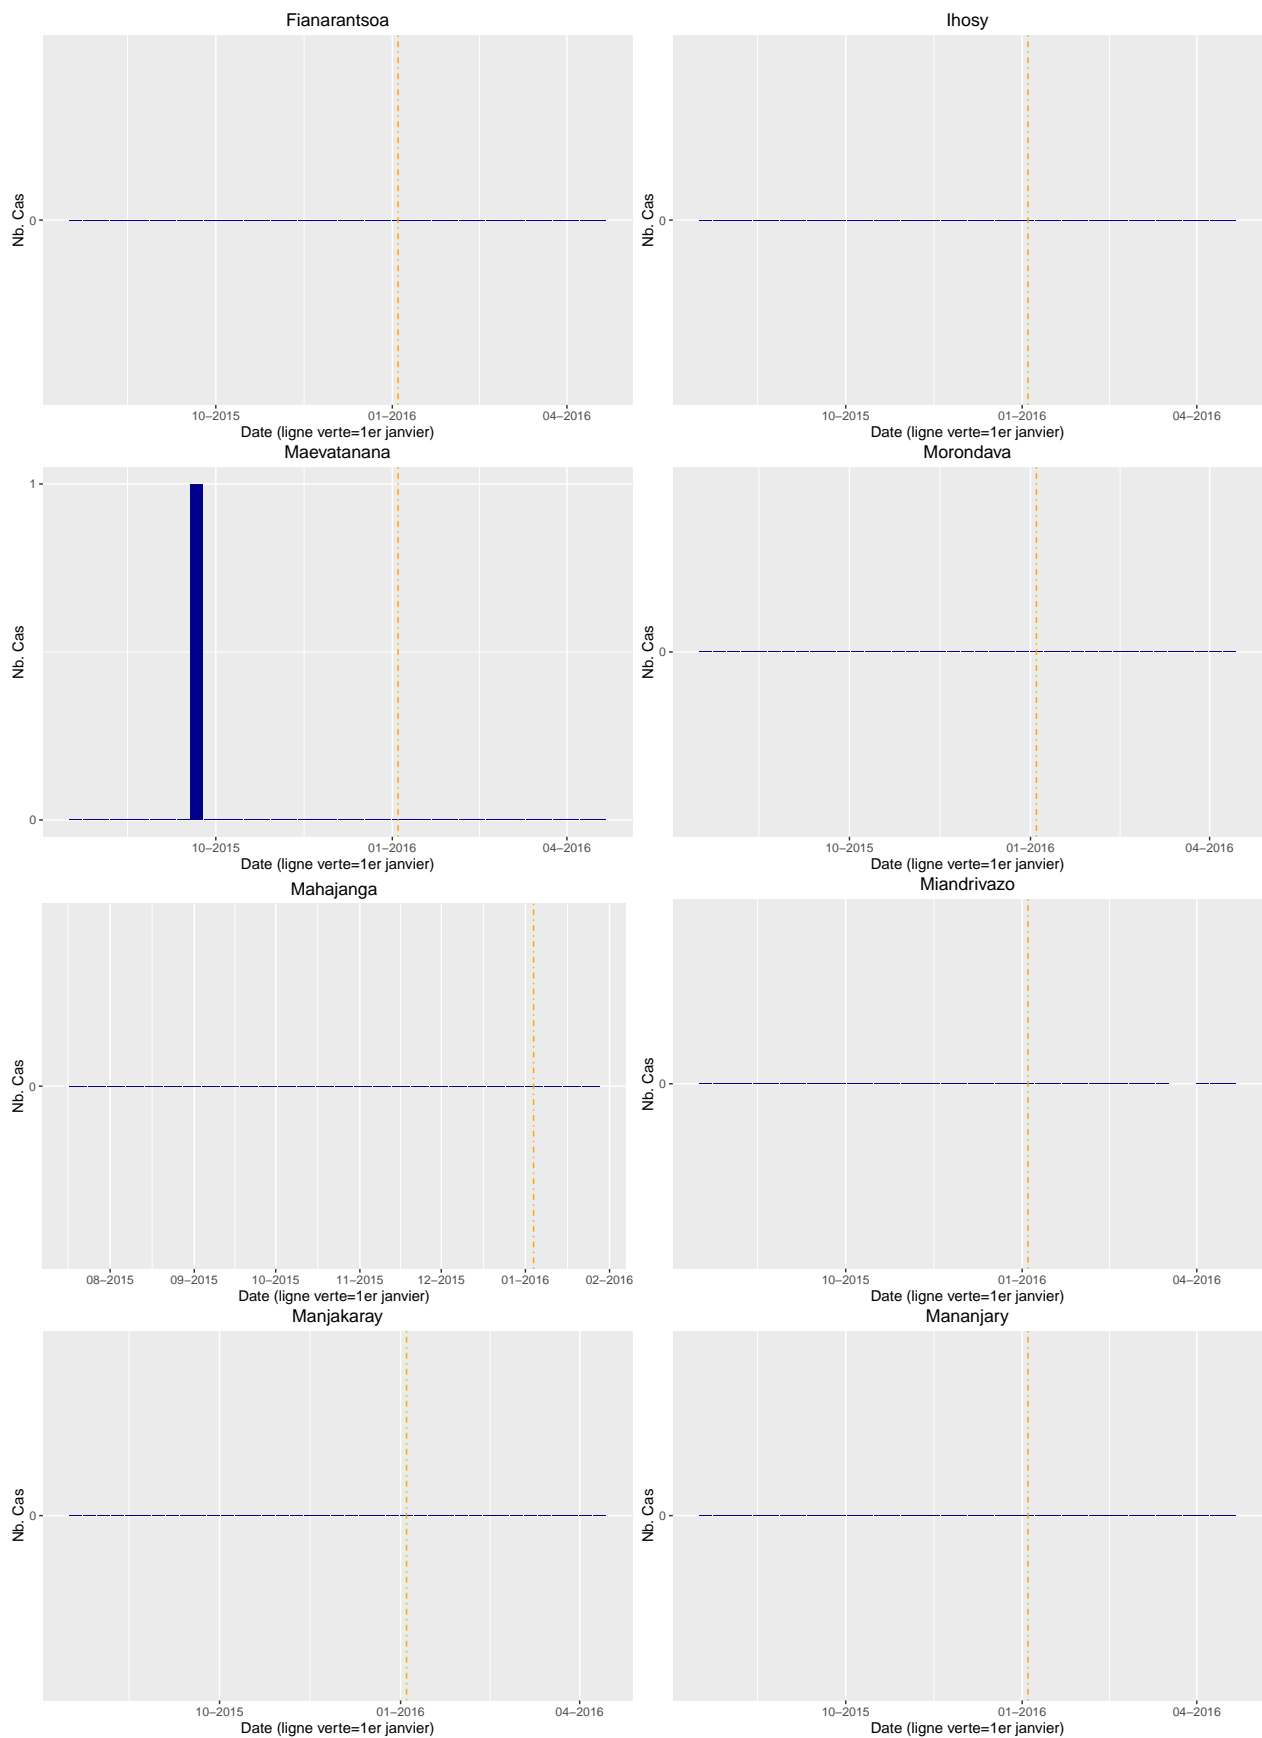 Fianarantsoa
Nb. Cas
0
10–2015 01–2016 04–2016
Date (ligne verte=1er janvier)
Ihosy
Nb. Cas
0
10–2015 01–2016 04–2016
Date (ligne verte=1er janvier)
Maevatanana
Nb. Cas
1
0
10–2015 01–2016 04–2016
Date (ligne verte=1er janvier)
Morondava
Nb. Cas
0
10–2015 01–2016 04–2016
Date (ligne verte=1er janvier)
Mahajanga
Nb. Cas
0
08–2015 09–2015 10–2015 11–2015 12–2015 01–2016 02–2016
Date (ligne verte=1er janvier)
Miandrivazo
Nb. Cas
0
10–2015 01–2016 04–2016
Date (ligne verte=1er janvier)
Manjakaray
Nb. Cas
0
10–2015 01–2016 04–2016
Date (ligne verte=1er janvier)
Mananjary
Nb. Cas
0
10–2015 01–2016 04–2016
Date (ligne verte=1er janvier)